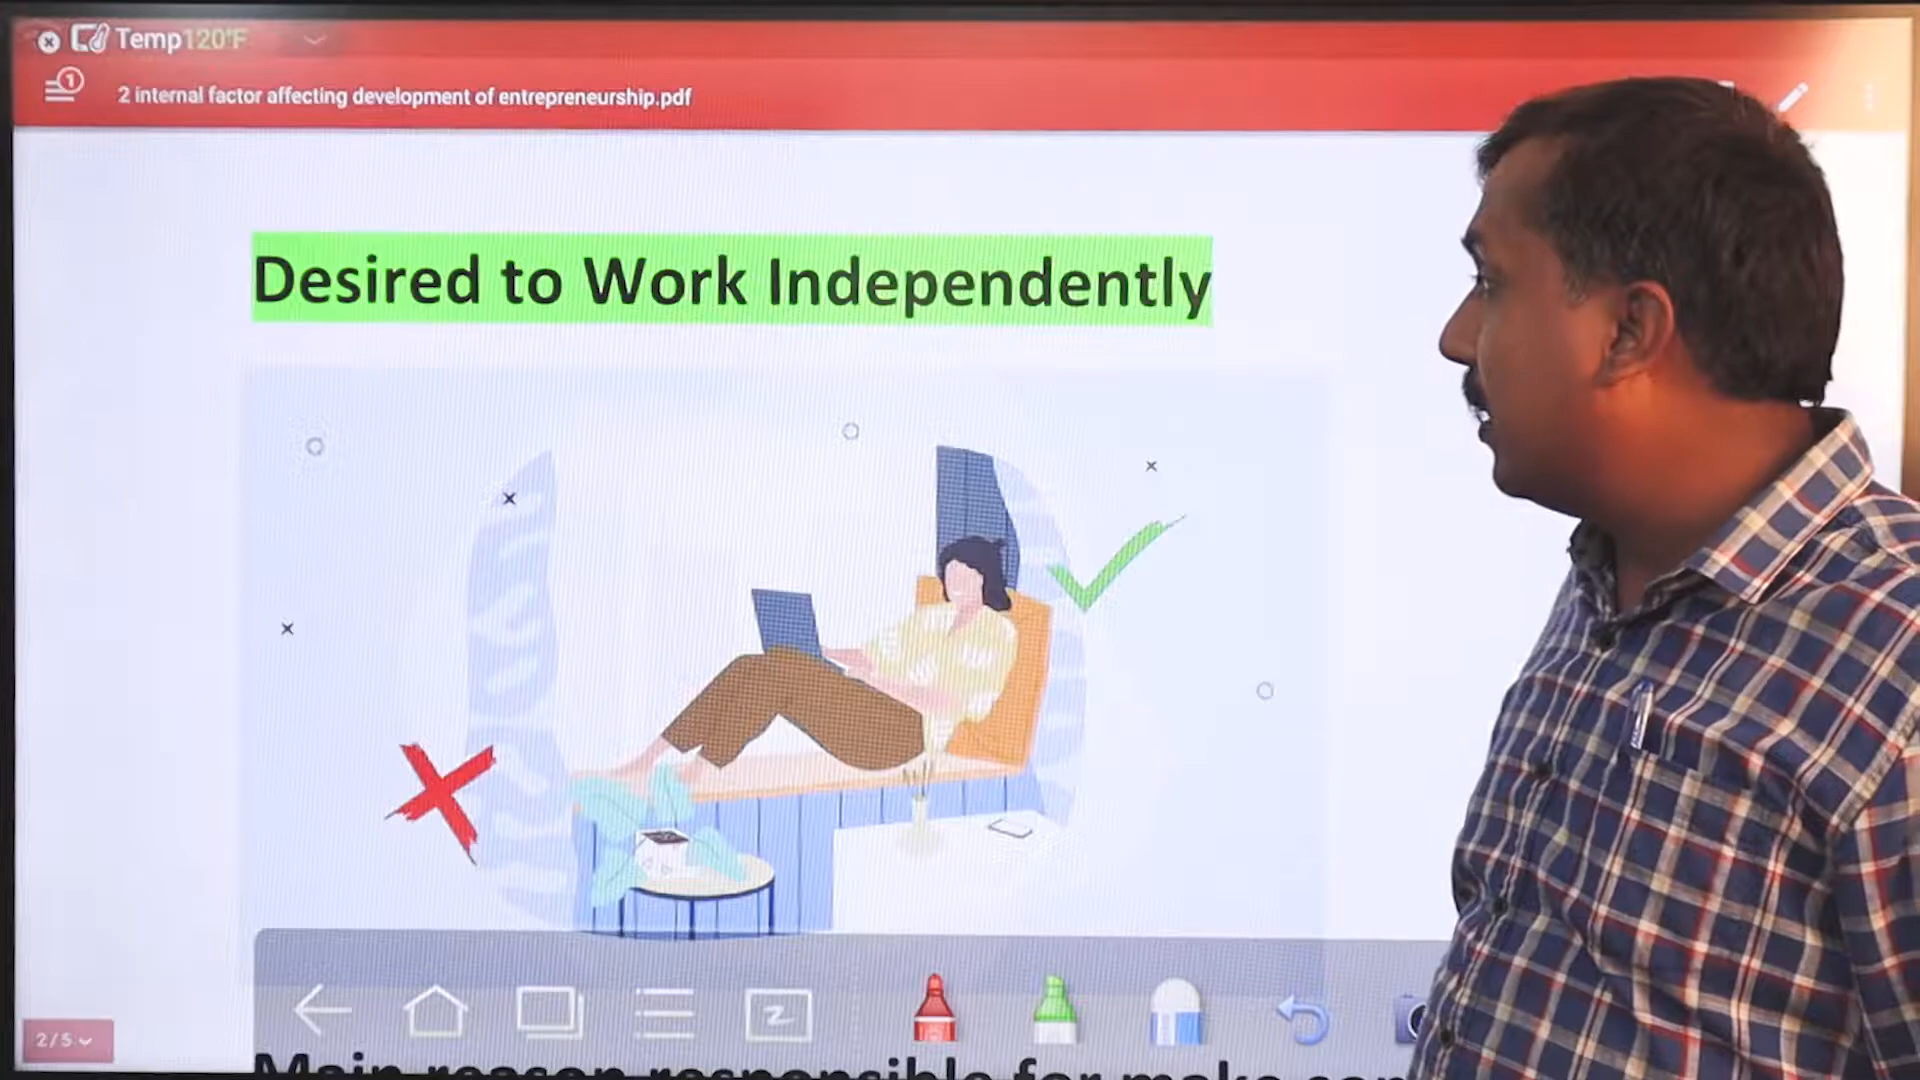 Temp120°F
1
2 internal factor affecting development of entrepreneurship.pdf
Desired to Work Independently
2/5
Main reason responsible for make